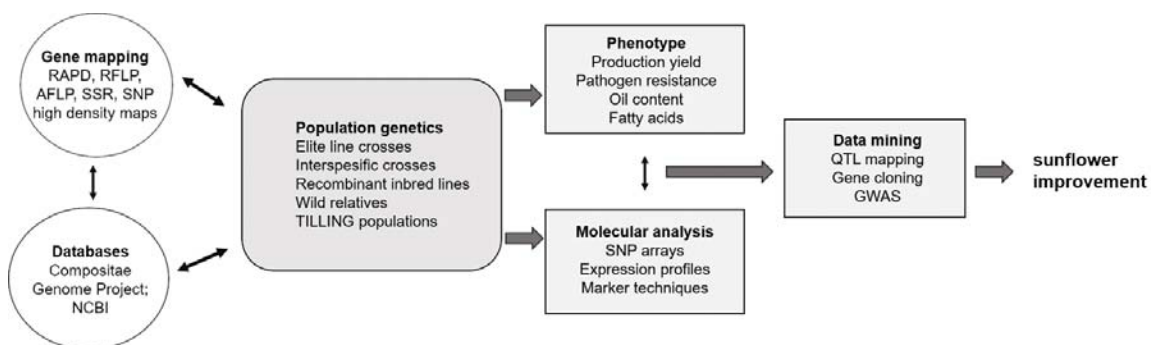 Gene mapping
RAPD, RFLP,
AFLP, SSR, SNP
high density maps
Databases
Compositae
Genome Project;
NCBI
Population genetics
Elite line crosses
Interspesific crosses
Recombinant inbred lines
Wild relatives
TILLING populations
Phenotype
Production yield
Pathogen resistance
Oil content
Fatty acids
Molecular analysis
SNP arrays
Expression profiles
Marker techniques
Data mining
QTL mapping
Gene cloning
GWAS
sunflower
improvement